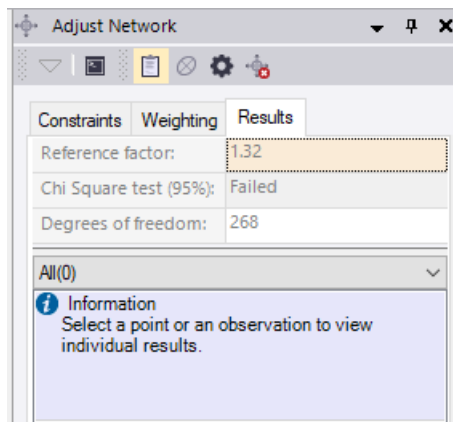 Adjust Network
Constraints Weighting Results
Reference factor: 1.32
Chi Square test (95%): Failed
Degrees of freedom: 268
All(0)
Information
Select a point or an observation to view
individual results.